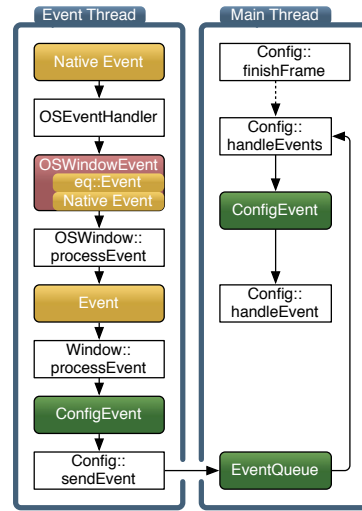 Event Thread
Native Event
OSEventHandler
OSWindowEvent
eq::Event
Native Event
OSWindow::
processEvent
Event
Window::
processEvent
ConfigEvent
Config::
sendEvent
Main Thread
Config::
finishFrame
Config::
handleEvents
ConfigEvent
Config::
handleEvent
EventQueue